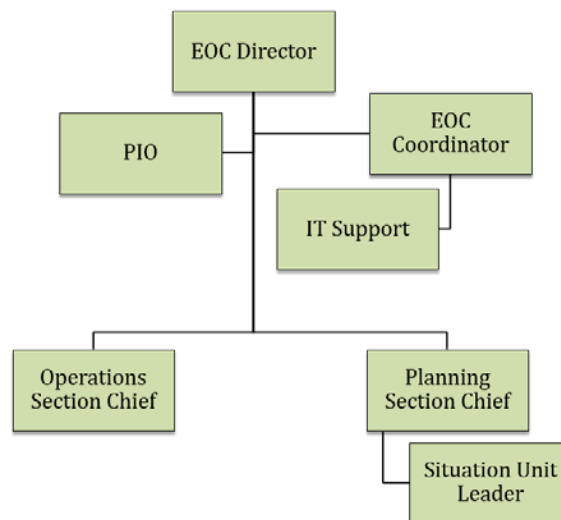 EOC Director
PIO
EOC
Coordinator
IT Support
Operations
Section Chief
Planning
Section Chief
Situation Unit
Leader